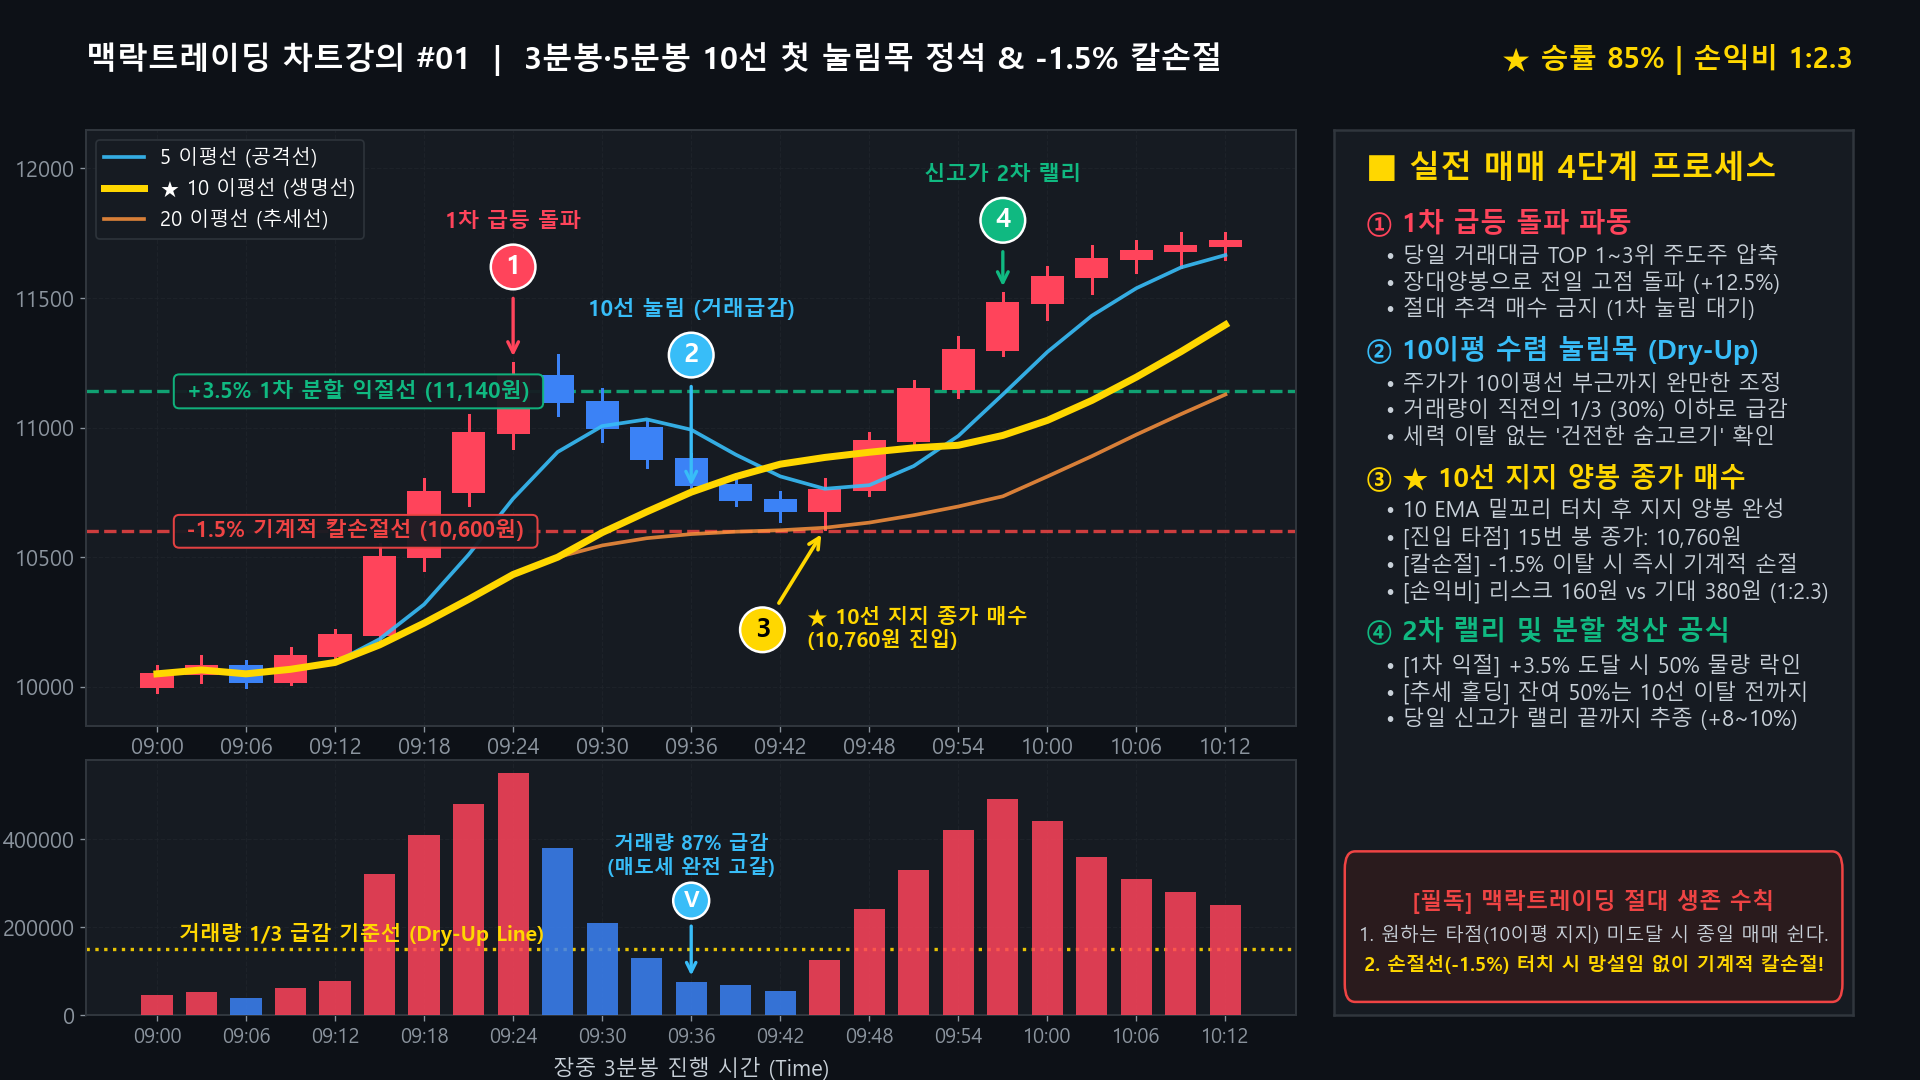 맥락트레이딩 차트강의 #01 | 3분봉·5분봉 10선 첫 눌림목 정석 & -1.5% 칼손절
★ 승률 85% | 손익비 1:2.3
5 이평선 (공격선)
★ 10 이평선 (생명선)
20 이평선 (추세선)
12000
11500
11000
10500
10000
1차 급등 돌파
1
10선 눌림 (거래급감)
2
신고가 2차 랠리
4
+3.5% 1차 분할 익절선 (11,140원)
-1.5% 기계적 칼손절선 (10,600원)
3
★ 10선 지지 종가 매수
(10,760원 진입)
09:00 09:06 09:12 09:18 09:24 09:30 09:36 09:42 09:48 09:54 10:00 10:06 10:12
400000
200000
0
거래량 87% 급감
(매도세 완전 고갈)
V
거래량 1/3 급감 기준선 (Dry-Up Line)
09:00 09:06 09:12 09:18 09:24 09:30 09:36 09:42 09:48 09:54 10:00 10:06 10:12
장중 3분봉 진행 시간 (Time)
■ 실전 매매 4단계 프로세스
① 1차 급등 돌파 파동
• 당일 거래대금 TOP 1~3위 주도주 압축
• 장대양봉으로 전일 고점 돌파 (+12.5%)
• 절대 추격 매수 금지 (1차 눌림 대기)
② 10이평 수렴 눌림목 (Dry-Up)
• 주가가 10이평선 부근까지 완만한 조정
• 거래량이 직전의 1/3 (30%) 이하로 급감
• 세력 이탈 없는 '건전한 숨고르기' 확인
③ ★ 10선 지지 양봉 종가 매수
• 10 EMA 밑꼬리 터치 후 지지 양봉 완성
• [진입 타점] 15번 봉 종가: 10,760원
• [칼손절] -1.5% 이탈 시 즉시 기계적 손절
• [손익비] 리스크 160원 vs 기대 380원 (1:2.3)
④ 2차 랠리 및 분할 청산 공식
• [1차 익절] +3.5% 도달 시 50% 물량 락인
• [추세 홀딩] 잔여 50%는 10선 이탈 전까지
• 당일 신고가 랠리 끝까지 추종 (+8~10%)
[필독] 맥락트레이딩 절대 생존 수칙
1. 원하는 타점(10이평 지지) 미도달 시 종일 매매 쉰다.
2. 손절선(-1.5%) 터치 시 망설임 없이 기계적 칼손절!